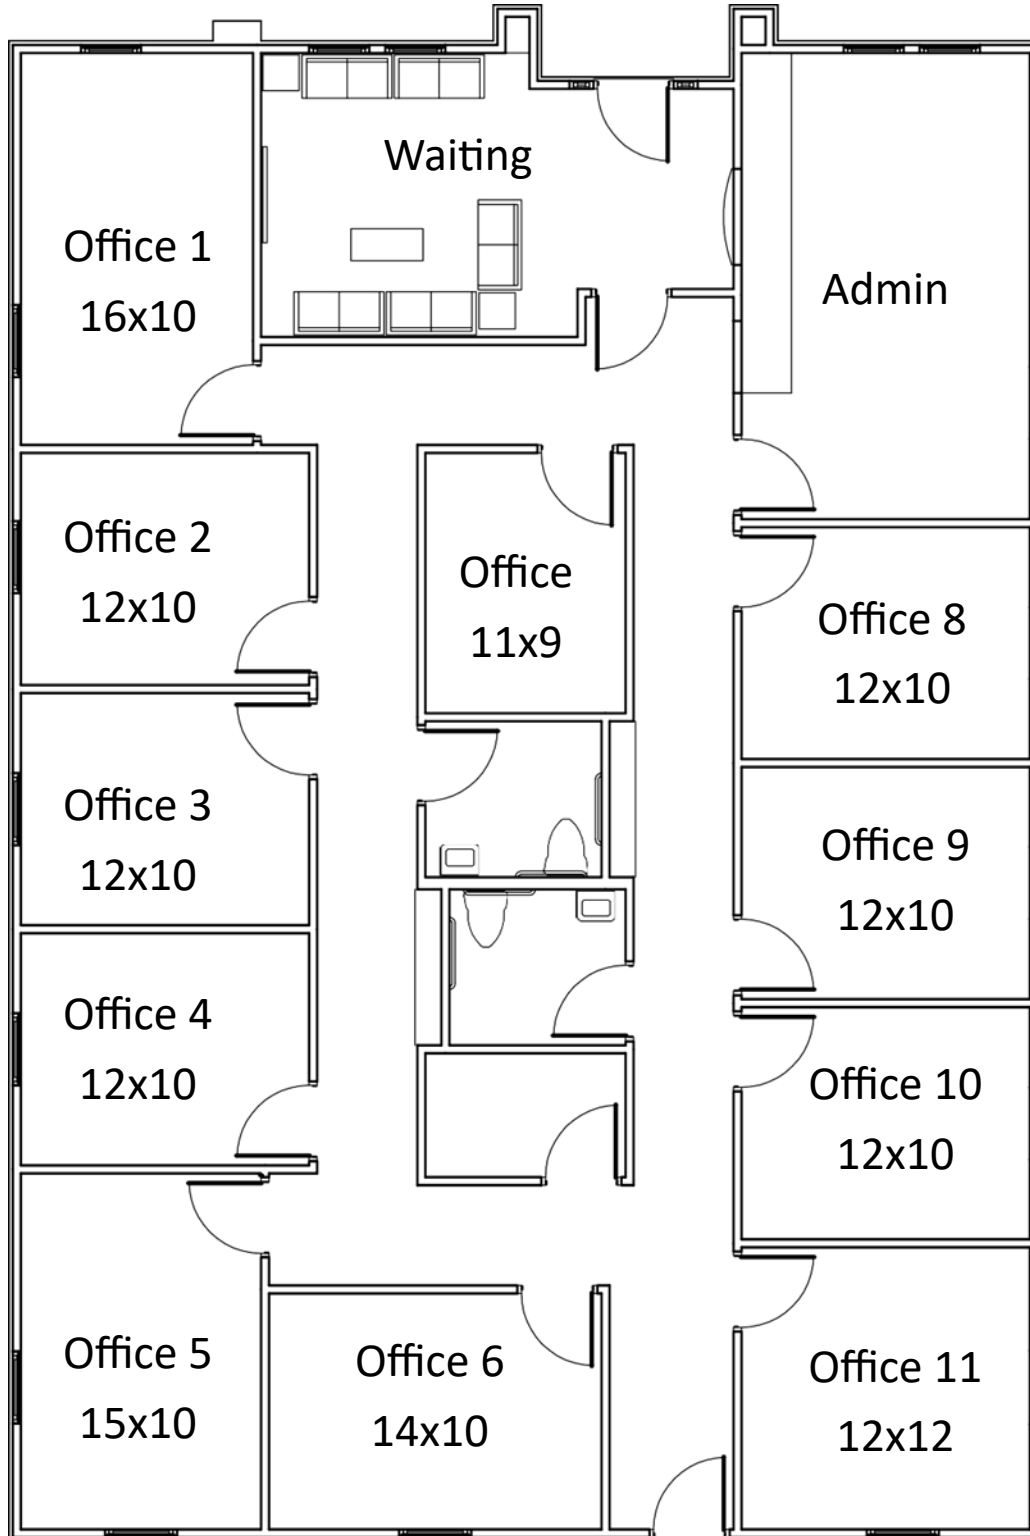 Waiting
Office 1
16x10
Admin
Office 2
12x10
Office
11x9
Office 8
12x10
Office 3
12x10
Office 9
12x10
Office 4
12x10
Office 10
12x10
Office 5
15x10
Office 6
14x10
Office 11
12x12